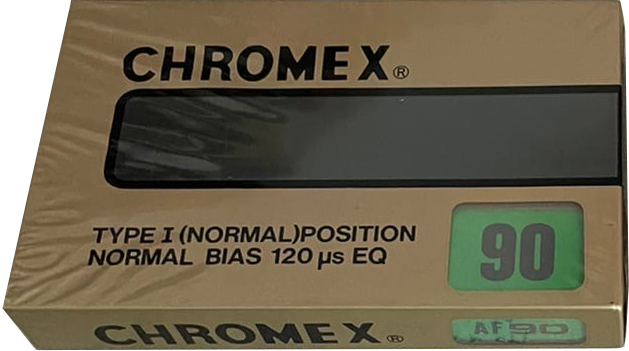 CHROMEX®
TYPE I (NORMAL)POSITION
NORMAL BIAS 120 µs EQ
90
CHROMEX®
AF90